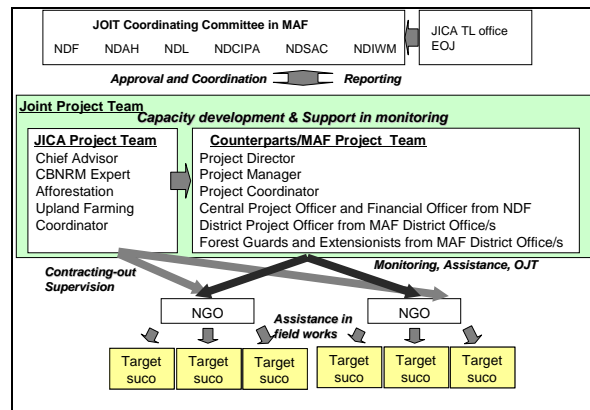 JOIT Coordinating Committee in MAF
NDF NDAH NDL NDCIPA NDSAC NDIWM
JICA TL office
EOJ
Approval and Coordination
Reporting
Joint Project Team
Capacity development & Support in monitoring
JICA Project Team
Chief Advisor
CBNRM Expert
Afforestation
Upland Farming
Coordinator
Counterparts/MAF Project Team
Project Director
Project Manager
Project Coordinator
Central Project Officer and Financial Officer from NDF
District Project Officer from MAF District Office/s
Forest Guards and Extensionists from MAF District Office/s
Contracting-out
Supervision
Monitoring, Assistance, OJT
NGO
NGO
Assistance in
field works
Target
suco
Target
suco
Target
suco
Target
suco
Target
suco
Target
suco